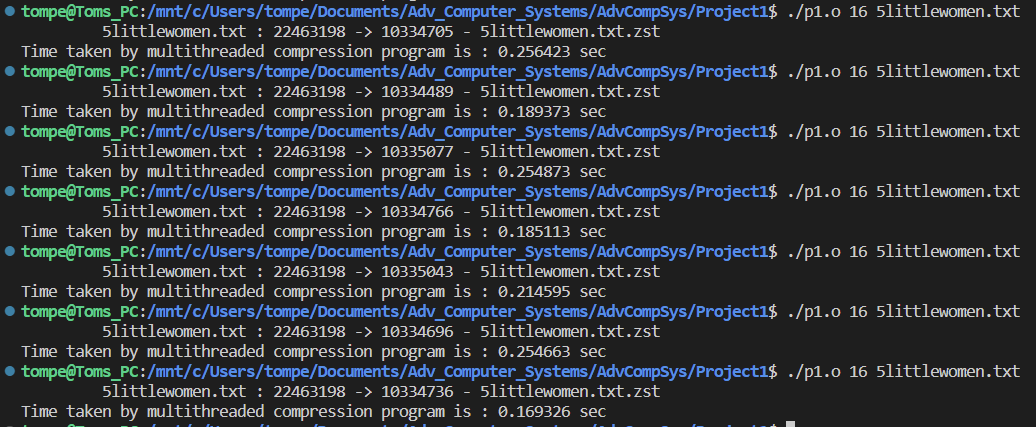 tompe@Toms_PC:/mnt/c/Users/tompe/Documents/Adv_Computer_Systems/AdvCompSys/Project1$ ./p1.o 16 5littlewomen.txt
5littlewomen.txt : 22463198 -> 10334705 - 5littlewomen.txt.zst
Time taken by multithreaded compression program is : 0.256423 sec
tompe@Toms_PC:/mnt/c/Users/tompe/Documents/Adv_Computer_Systems/AdvCompSys/Project1$ ./p1.o 16 5littlewomen.txt
5littlewomen.txt : 22463198 -> 10334489 - 5littlewomen.txt.zst
Time taken by multithreaded compression program is : 0.189373 sec
tompe@Toms_PC:/mnt/c/Users/tompe/Documents/Adv_Computer_Systems/AdvCompSys/Project1$ ./p1.o 16 5littlewomen.txt
5littlewomen.txt : 22463198 -> 10335077 - 5littlewomen.txt.zst
Time taken by multithreaded compression program is : 0.254873 sec
tompe@Toms_PC:/mnt/c/Users/tompe/Documents/Adv_Computer_Systems/AdvCompSys/Project1$ ./p1.o 16 5littlewomen.txt
5littlewomen.txt : 22463198 -> 10334766 - 5littlewomen.txt.zst
Time taken by multithreaded compression program is : 0.185113 sec
tompe@Toms_PC:/mnt/c/Users/tompe/Documents/Adv_Computer_Systems/AdvCompSys/Project1$ ./p1.o 16 5littlewomen.txt
5littlewomen.txt : 22463198 -> 10335043 - 5littlewomen.txt.zst
Time taken by multithreaded compression program is : 0.214595 sec
tompe@Toms_PC:/mnt/c/Users/tompe/Documents/Adv_Computer_Systems/AdvCompSys/Project1$ ./p1.o 16 5littlewomen.txt
5littlewomen.txt : 22463198 -> 10334696 - 5littlewomen.txt.zst
Time taken by multithreaded compression program is : 0.254663 sec
tompe@Toms_PC:/mnt/c/Users/tompe/Documents/Adv_Computer_Systems/AdvCompSys/Project1$ ./p1.o 16 5littlewomen.txt
5littlewomen.txt : 22463198 -> 10334736 - 5littlewomen.txt.zst
Time taken by multithreaded compression program is : 0.169326 sec